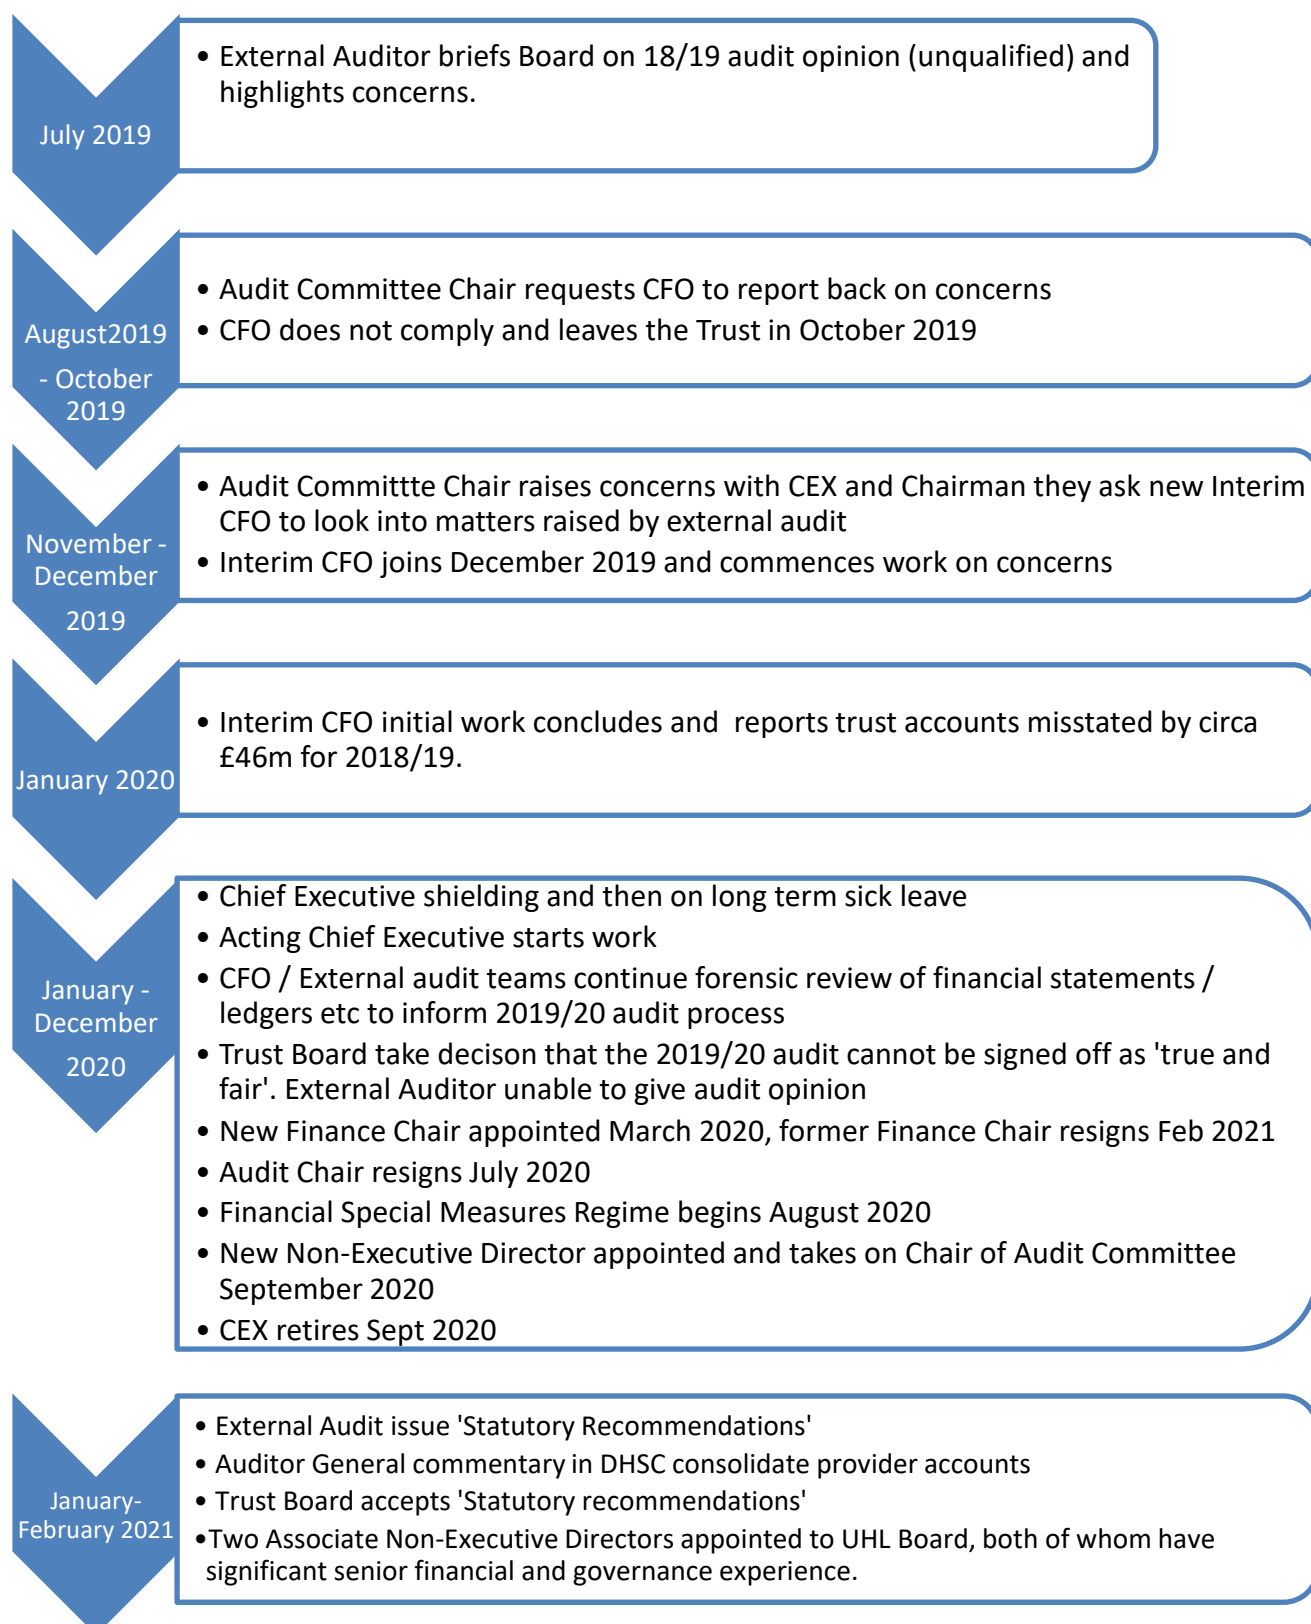 July 2019
• External Auditor briefs Board on 18/19 audit opinion (unqualified) and
highlights concerns.
August2019
- October
2019
• Audit Committee Chair requests CFO to report back on concerns
• CFO does not comply and leaves the Trust in October 2019
November -
December
2019
• Audit Committte Chair raises concerns with CEX and Chairman they ask new Interim
CFO to look into matters raised by external audit
• Interim CFO joins December 2019 and commences work on concerns
January 2020
• Interim CFO initial work concludes and  reports trust accounts misstated by circa
£46m for 2018/19.
January -
December
2020
• Chief Executive shielding and then on long term sick leave
• Acting Chief Executive starts work
• CFO / External audit teams continue forensic review of financial statements /
ledgers etc to inform 2019/20 audit process
• Trust Board take decison that the 2019/20 audit cannot be signed off as 'true and
fair'. External Auditor unable to give audit opinion
• New Finance Chair appointed March 2020, former Finance Chair resigns Feb 2021
• Audit Chair resigns July 2020
• Financial Special Measures Regime begins August 2020
• New Non-Executive Director appointed and takes on Chair of Audit Committee
September 2020
• CEX retires Sept 2020
January-
February 2021
• External Audit issue 'Statutory Recommendations'
• Auditor General commentary in DHSC consolidate provider accounts
• Trust Board accepts 'Statutory recommendations'
•Two Associate Non-Executive Directors appointed to UHL Board, both of whom have
significant senior financial and governance experience.